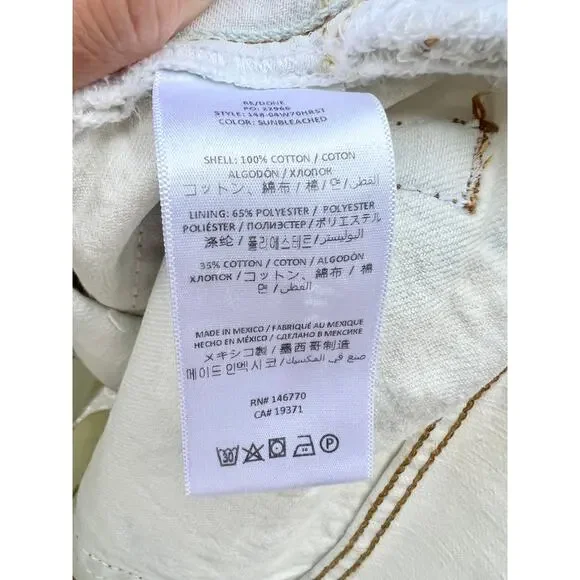 RE/DONE
PO: 22966
STYLE: 148-04W70HRST
COLOR: SUNBLEACHED
SHELL: 100% COTTON / COTON
ALGODÓN / ХЛОПОК
コットン、綿布 / 棉 / 면 / القطن
LINING: 65% POLYESTER / POLYESTER
POLIÉSTER / ПОЛИЭСТЕР / ポリエステル
涤纶 / 폴리에스테르 / البوليستر
35% COTTON / COTON / ALGODÓN
ХЛОПОК / コットン、綿布 / 棉
면 / القطن
MADE IN MEXICO / FABRIQUÉ AU MEXIQUE
HECHO EN MÉXICO / СДЕЛАНО В МЕКСИКЕ
メキシコ製 / 墨西哥制造
메이드 인멕시코 / صنع في المكسيك
RN# 146770
CA# 19371
30 P